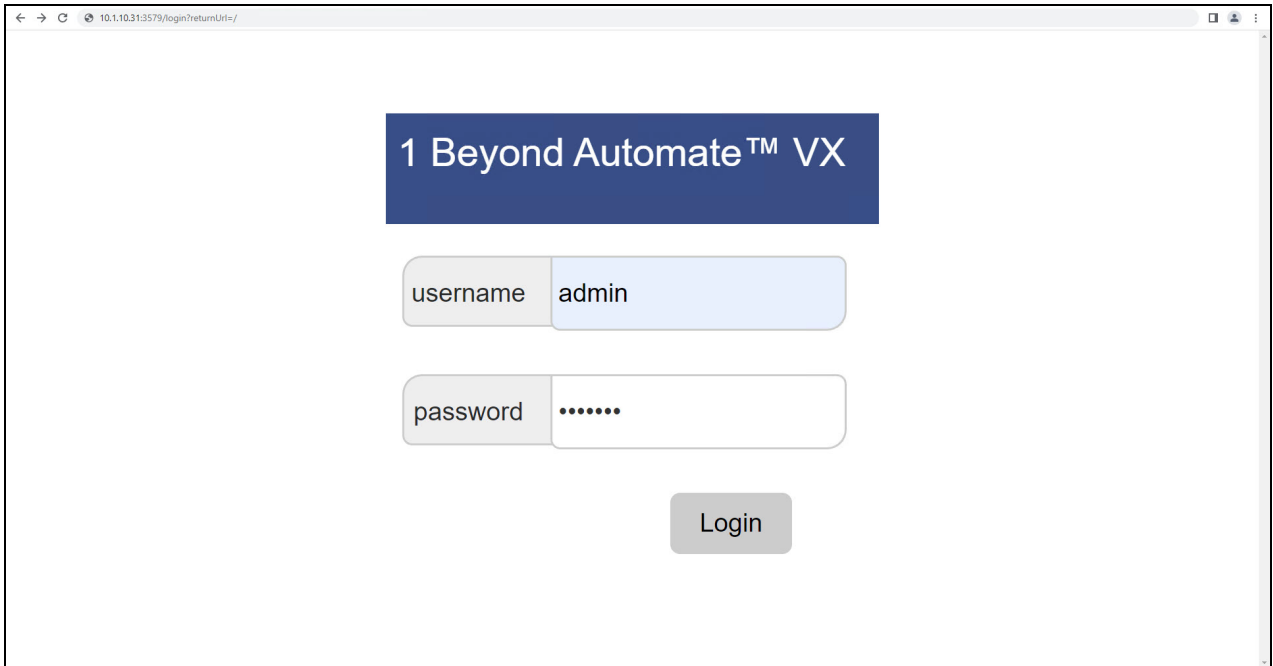 10.1.10.31:3579/login?returnUrl=/
1 Beyond Automate™ VX
username admin
password •••••••
Login